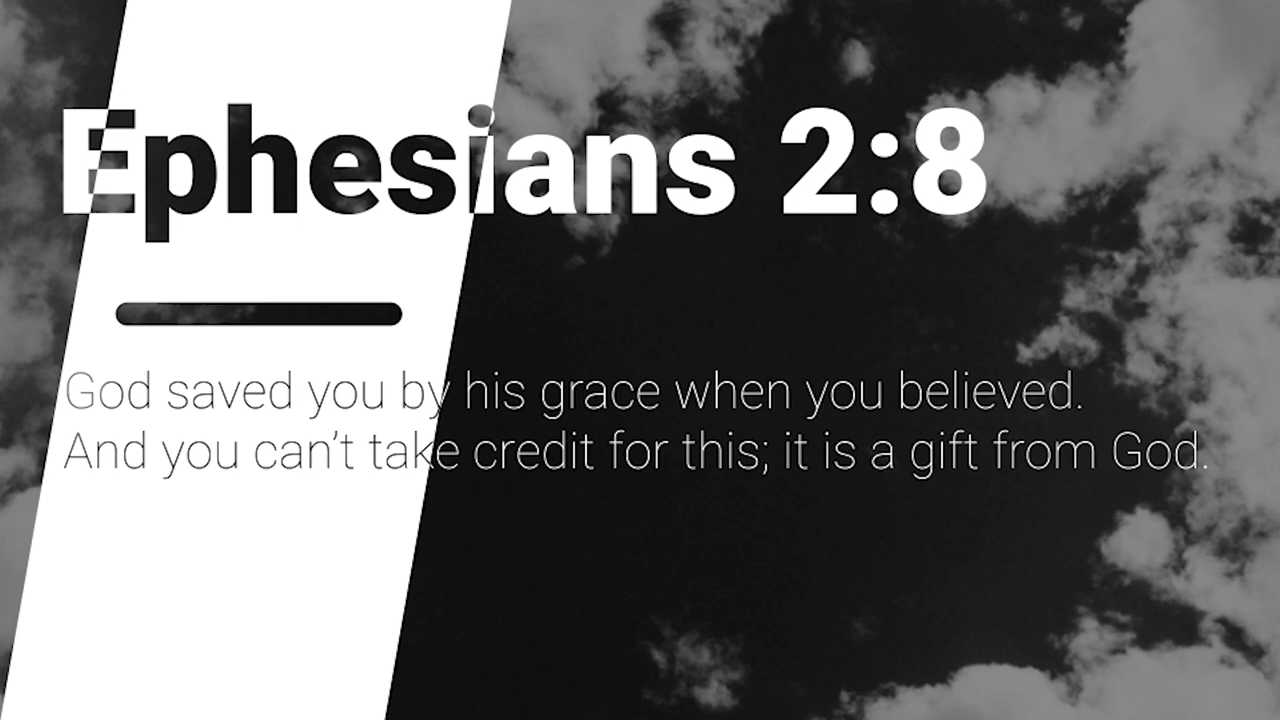 Ephesians 2:8
God saved you by his grace when you believed.
And you can’t take credit for this; it is a gift from God.